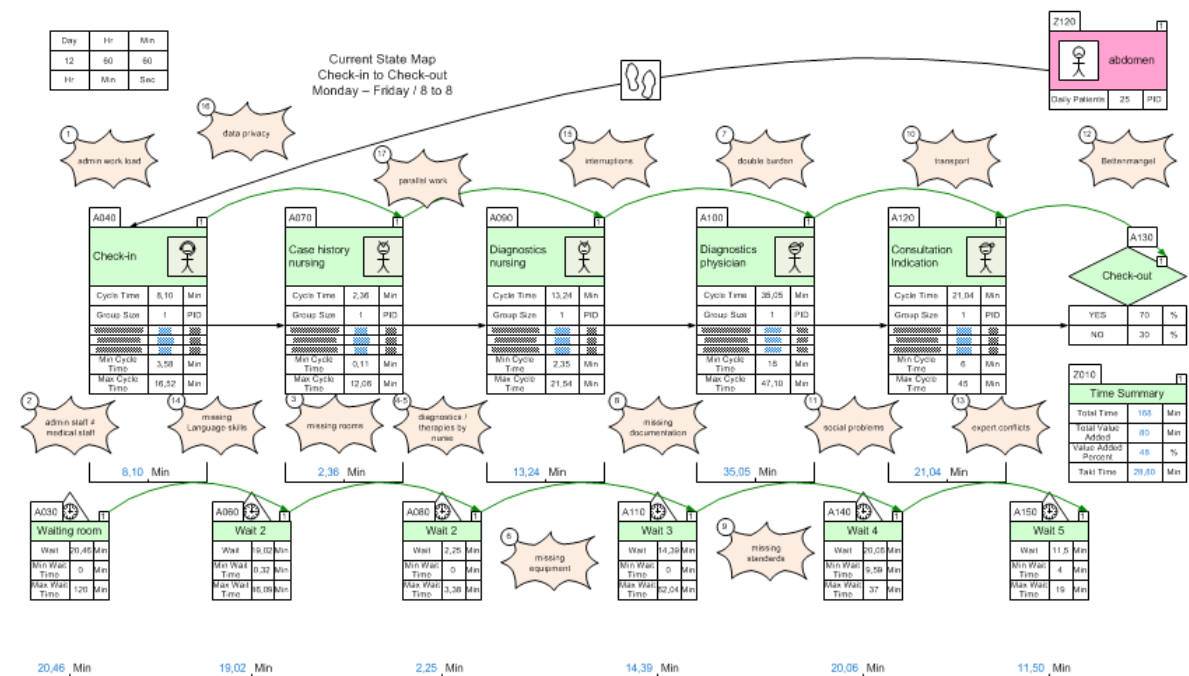 Day Hr Min
12 60 60
Hr Min Sec
Current State Map
Check-in to Check-out
Monday – Friday / 8 to 8
Z120
1
abdomen
Daily Patients 25 PID
1
admin work load
16
data privacy
17
parallel work
15
interruptions
7
double burden
10
transport
12
Bettenmangel
A040
1
Check-in
Cycle Time 8,10 Min
Group Size 1 PID
Min Cycle
Time 3,58 Min
Max Cycle
Time 16,52 Min
A070
1
Case history
nursing
Cycle Time 2,36 Min
Group Size 1 PID
Min Cycle
Time 0,11 Min
Max Cycle
Time 12,06 Min
A090
1
Diagnostics
nursing
Cycle Time 13,24 Min
Group Size 1 PID
Min Cycle
Time 2,35 Min
Max Cycle
Time 21,54 Min
A100
1
Diagnostics
physician
Cycle Time 35,05 Min
Group Size 1 PID
Min Cycle
Time 18 Min
Max Cycle
Time 47,10 Min
A120
1
Consultation
Indication
Cycle Time 21,04 Min
Group Size 1 PID
Min Cycle
Time 6 Min
Max Cycle
Time 45 Min
A130
1
Check-out
YES 70 %
NO 30 %
Z010
1
Time Summary
Total Time 168 Min
Total Value
Added 80 Min
Value Added
Percent 48 %
Takt Time 28,80 Min
2
admin staff ≠
medical staff
14
missing
Language skills
3
missing rooms
4-5
diagnostics /
therapies by
nurse
8
missing
documentation
11
social problems
13
expert conflicts
8,10 Min
2,36 Min
13,24 Min
35,05 Min
21,04 Min
A030
1
Waiting room
Wait 20,46 Min
Min Wait
Time 0 Min
Max Wait
Time 120 Min
A060
1
Wait 2
Wait 19,02 Min
Min Wait
Time 0,32 Min
Max Wait
Time Min
A080
1
Wait 2
Wait 2,25 Min
Min Wait
Time 0 Min
Max Wait
Time 3,38 Min
6
missing
equipment
A110
1
Wait 3
Wait 14,39 Min
Min Wait
Time 0 Min
Max Wait
Time 52,04 Min
9
missing
standards
A140
1
Wait 4
Wait 20,06 Min
Min Wait
Time 9,59 Min
Max Wait
Time 37 Min
A150
1
Wait 5
Wait 11,5 Min
Min Wait
Time 4 Min
Max Wait
Time 19 Min
20,46 Min
19,02 Min
2,25 Min
14,39 Min
20,06 Min
11,50 Min